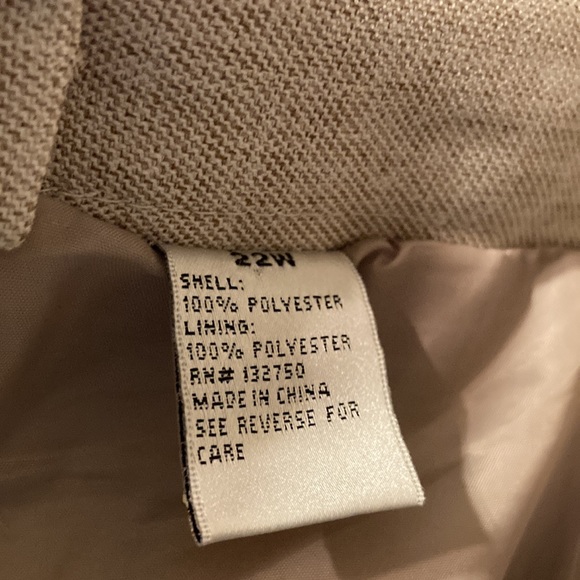 22W
SHELL:
100% POLYESTER
LINING:
100% POLYESTER
RN# 132750
MADE IN CHINA
SEE REVERSE FOR
CARE